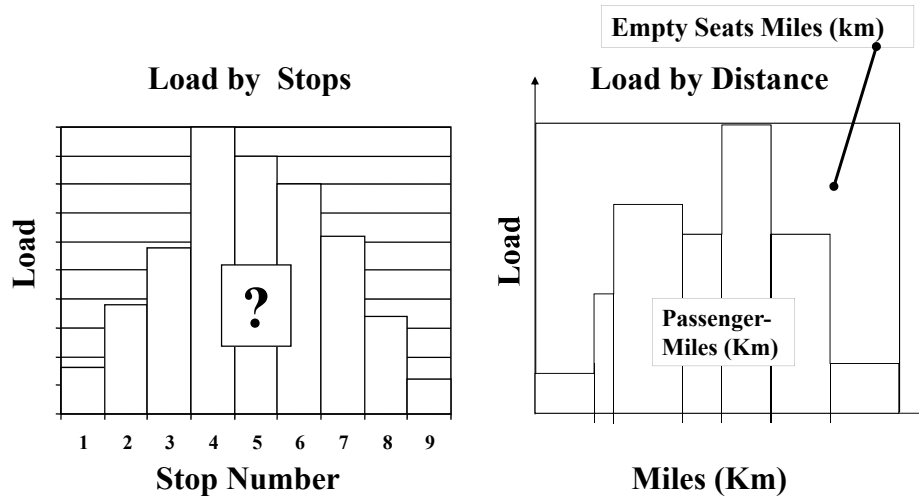 Empty Seats Miles (km)
Load by Stops
Load by Distance
Load
?
1 2 3 4 5 6 7 8 9
Stop Number
Load
Passenger-
Miles (Km)
Miles (Km)